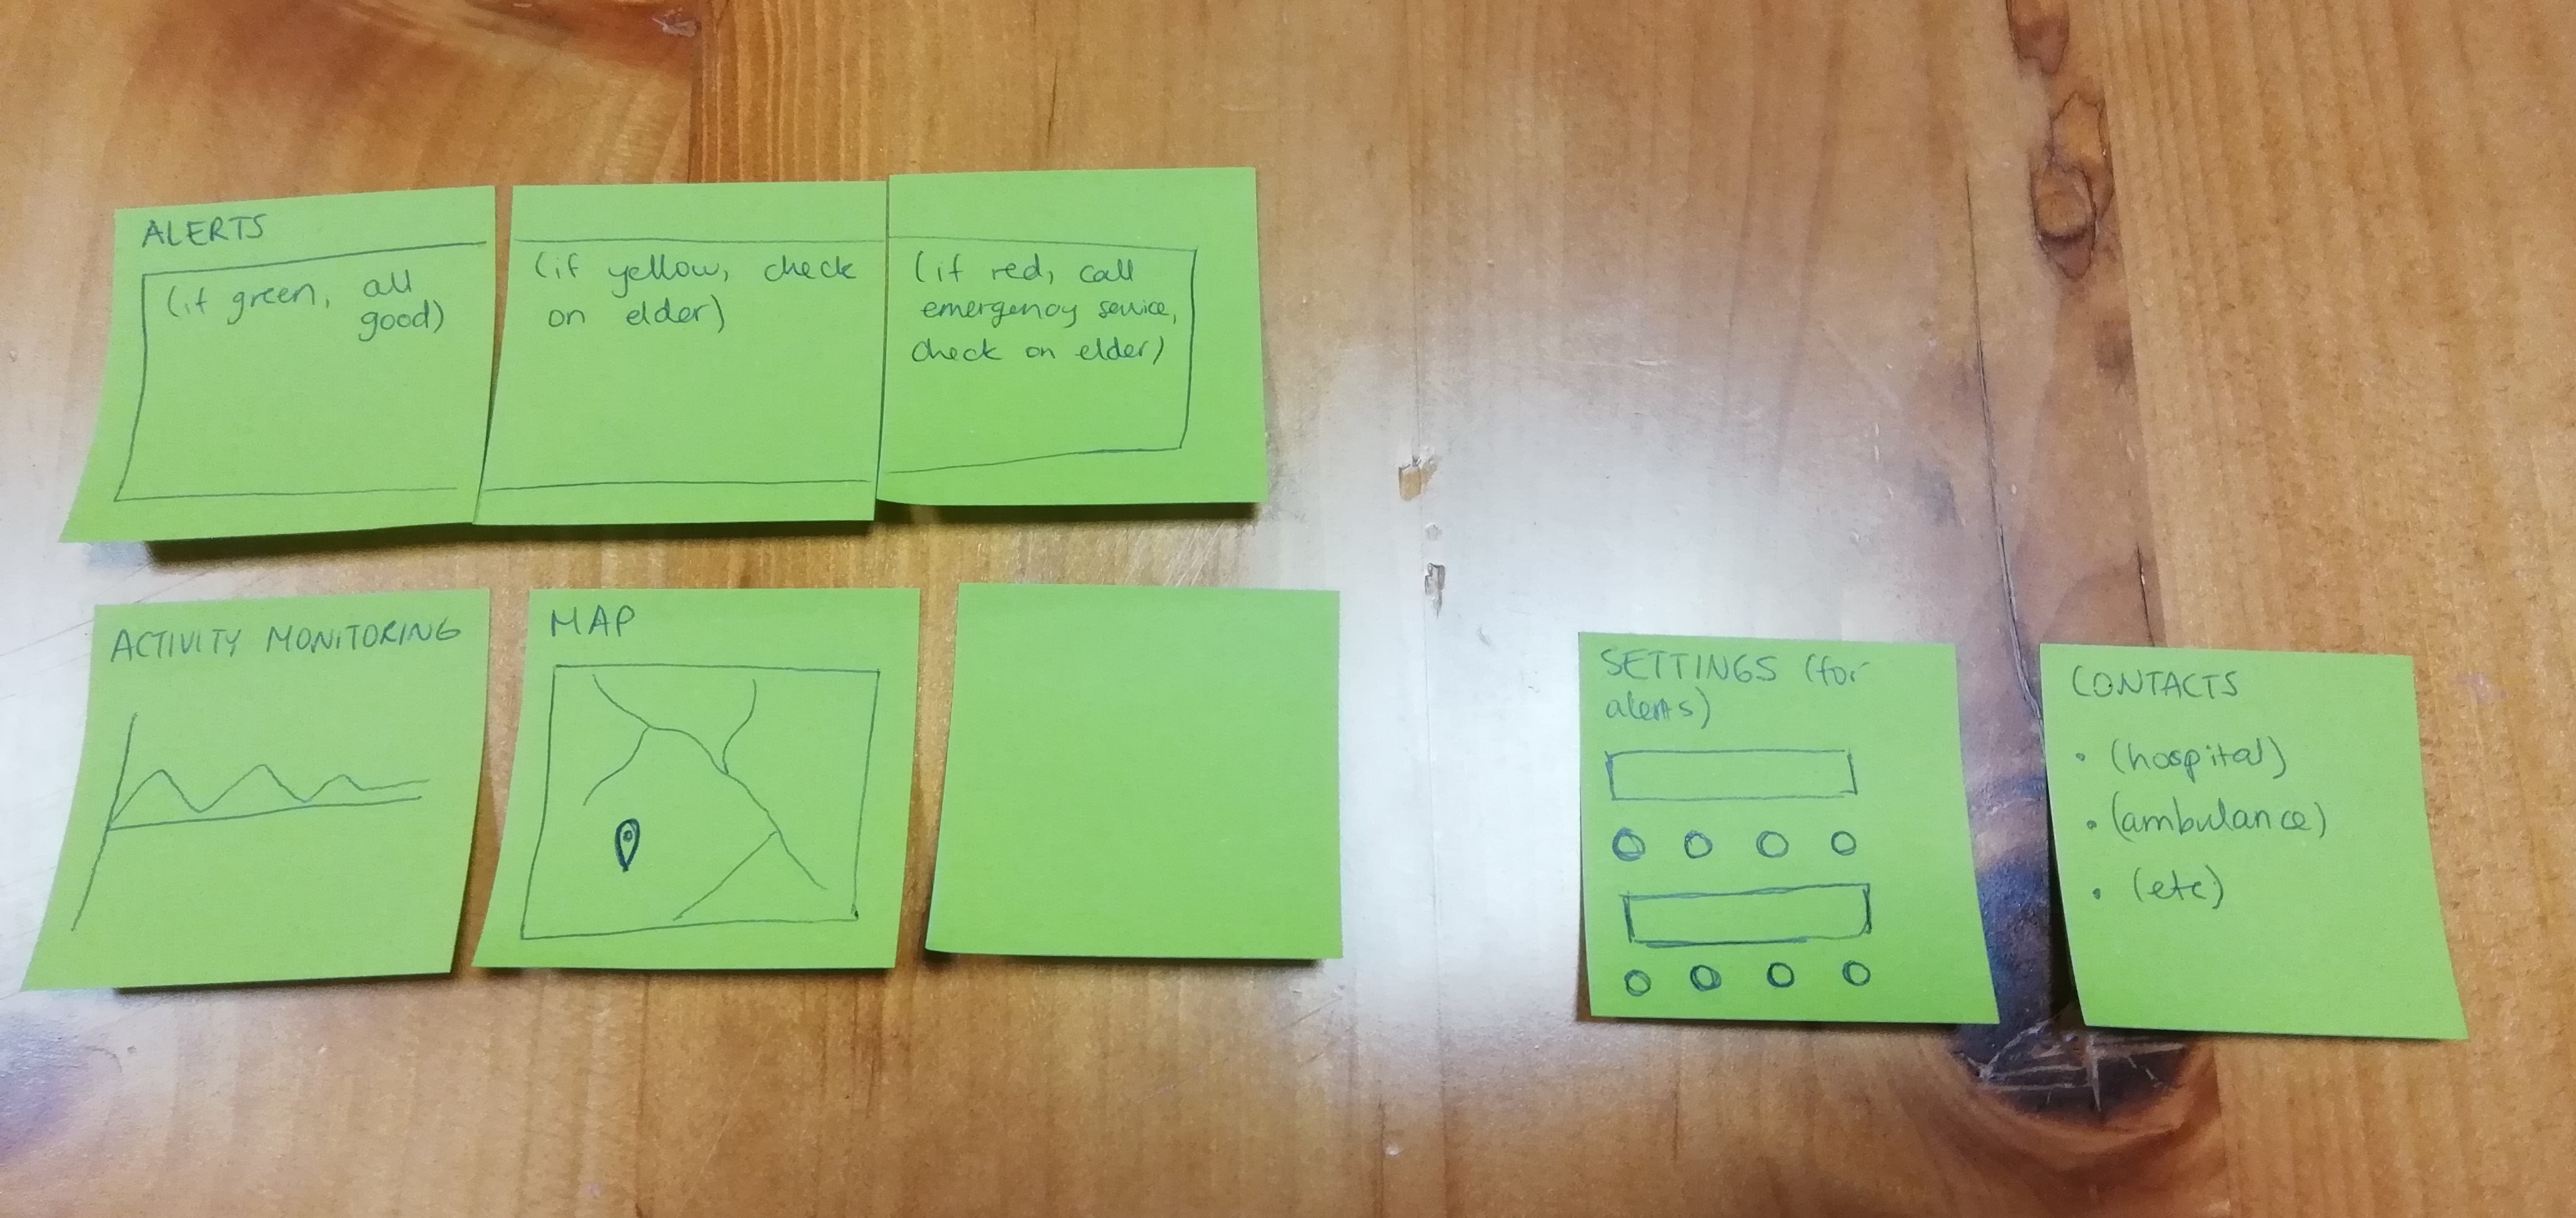 ALERTS
(if green, all
good)
(if yellow, check
on elder)
(if red, call
emergency service,
check on elder)
ACTIVITY MONITORING
MAP
SETTINGS (for
alerts)
CONTACTS
• (hospital)
• (ambulance)
• (etc)